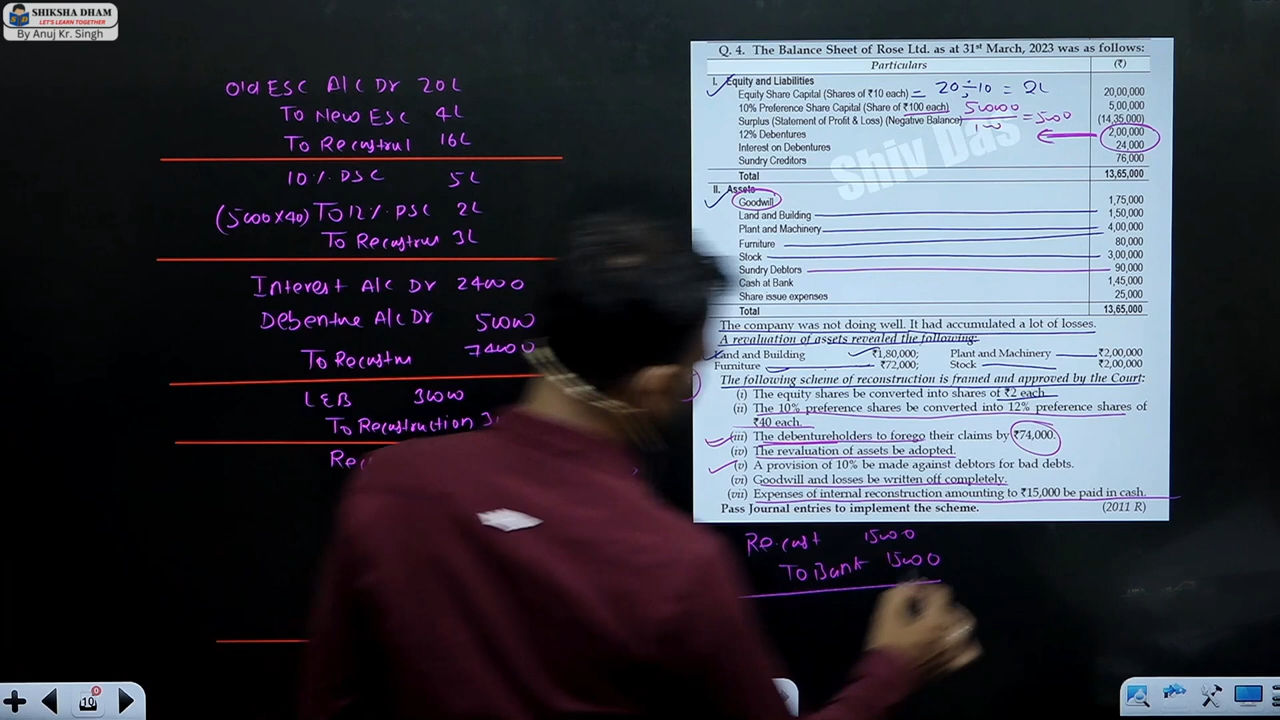 SHIKSHA DHAM
LET'S LEARN TOGETHER
By Anuj Kr. Singh
Old ESC A/c Dr 20L
To New ESC 4L
To Reconstrul 16L
10% PSC 5L
(5000x40) To 12% PSC 2L
To Reconstrun 3L
Interest A/c Dr 24000
Debenture A/c Dr 50000
To Reconstrn 74000
L&B 30000
To Reconstruction 3
Rec
Q. 4. The Balance Sheet of Rose Ltd. as at 31st March, 2023 was as follows:
Particulars (₹)
I. Equity and Liabilities
Equity Share Capital (Shares of ₹10 each) = 20÷10 = 2L 20,00,000
10% Preference Share Capital (Share of ₹100 each) 500000 5,00,000
Surplus (Statement of Profit & Loss) (Negative Balance) 100 = 5000 (14,35,000)
12% Debentures 2,00,000
Interest on Debentures 24,000
Sundry Creditors 76,000
Total 13,65,000
Shiv Das
II. Assets
Goodwill 1,75,000
Land and Building 1,50,000
Plant and Machinery 4,00,000
Furniture 80,000
Stock 3,00,000
Sundry Debtors 90,000
Cash at Bank 1,45,000
Share issue expenses 25,000
Total 13,65,000
The company was not doing well. It had accumulated a lot of losses.
A revaluation of assets revealed the following:
Land and Building ₹1,80,000; Plant and Machinery ₹2,00,000
Furniture ₹72,000; Stock ₹2,00,000
The following scheme of reconstruction is framed and approved by the Court:
(i) The equity shares be converted into shares of ₹2 each.
(ii) The 10% preference shares be converted into 12% preference shares of
₹40 each.
(iii) The debentureholders to forego their claims by ₹74,000.
(iv) The revaluation of assets be adopted.
(v) A provision of 10% be made against debtors for bad debts.
(vi) Goodwill and losses be written off completely.
(vii) Expenses of internal reconstruction amounting to ₹15,000 be paid in cash.
Pass Journal entries to implement the scheme. (2011 R)
Re.cust 15000
To Bank 15000
10
0